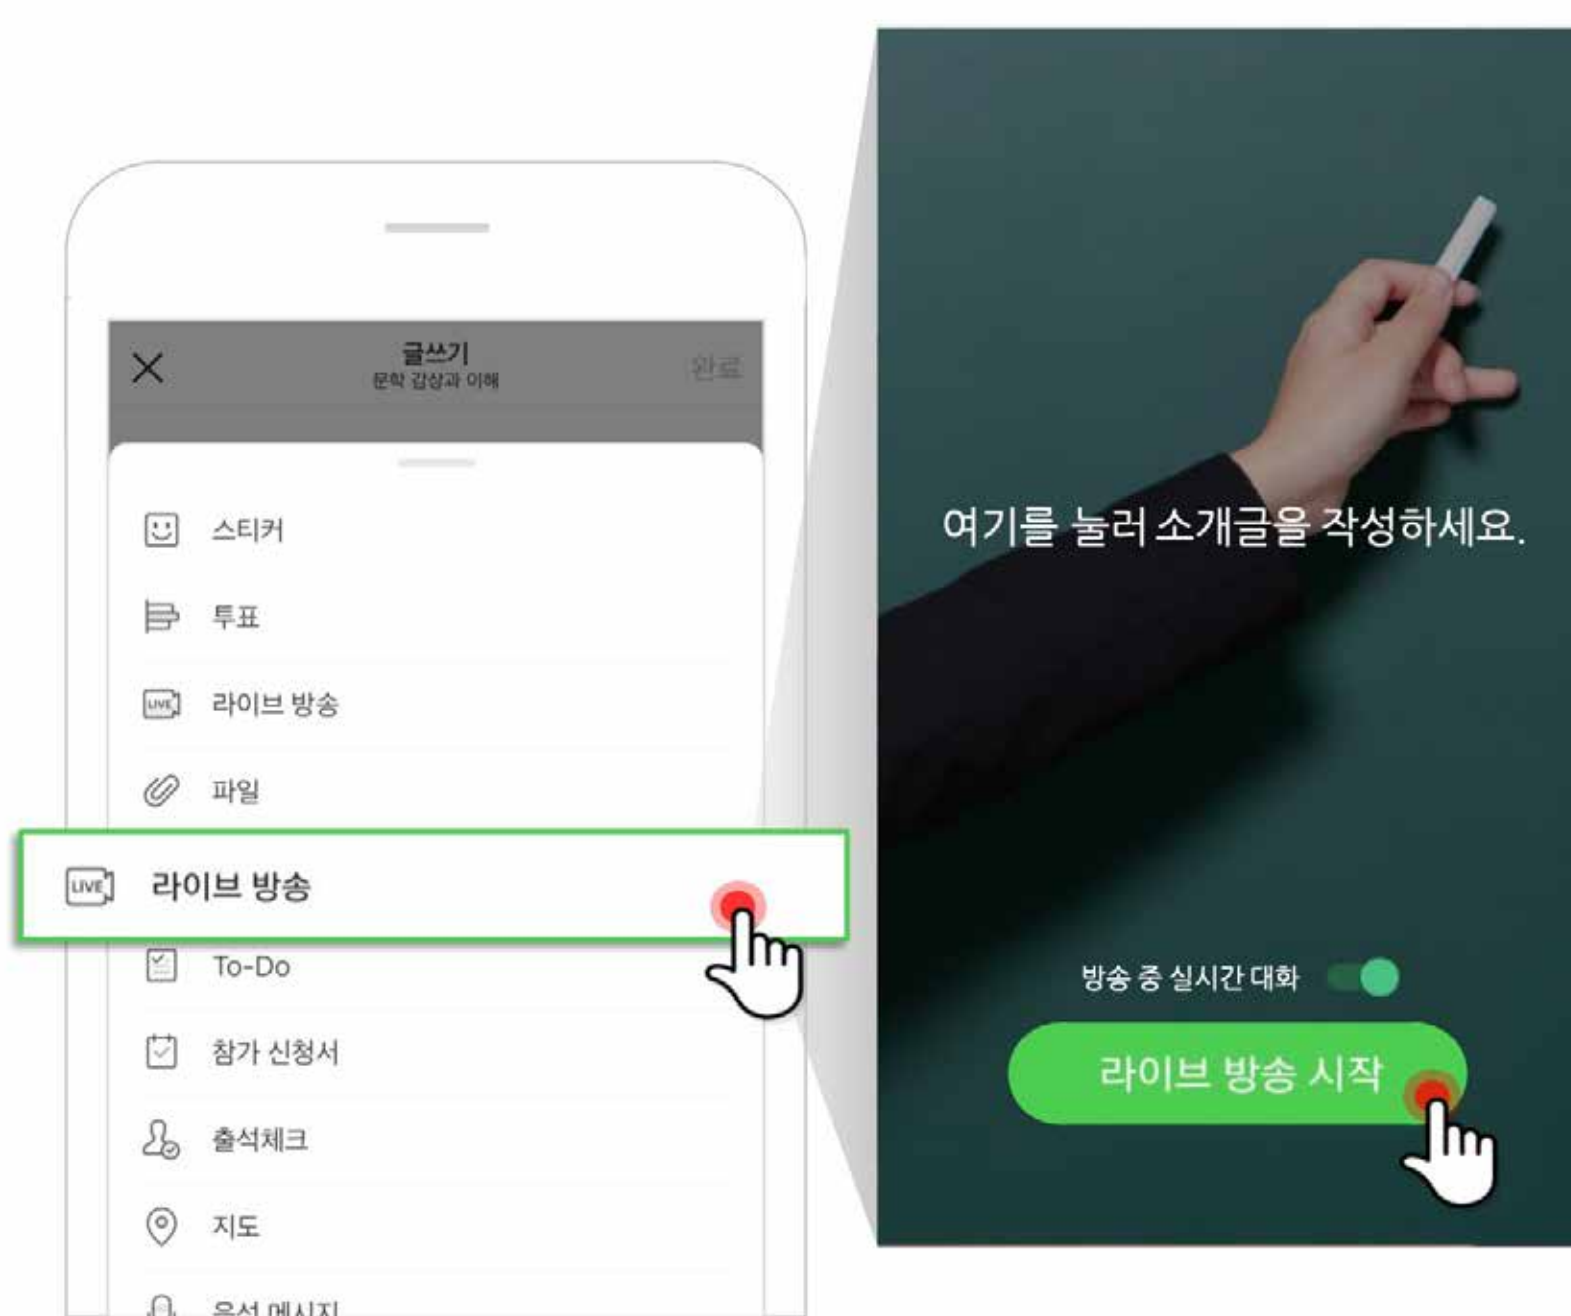 글쓰기
문학 감상과 이해
완료
스티커
투표
LIVE 라이브 방송
파일
LIVE 라이브 방송
To-Do
참가 신청서
출석체크
지도
음성 메시지
여기를 눌러 소개글을 작성하세요.
방송 중 실시간 대화
라이브 방송 시작